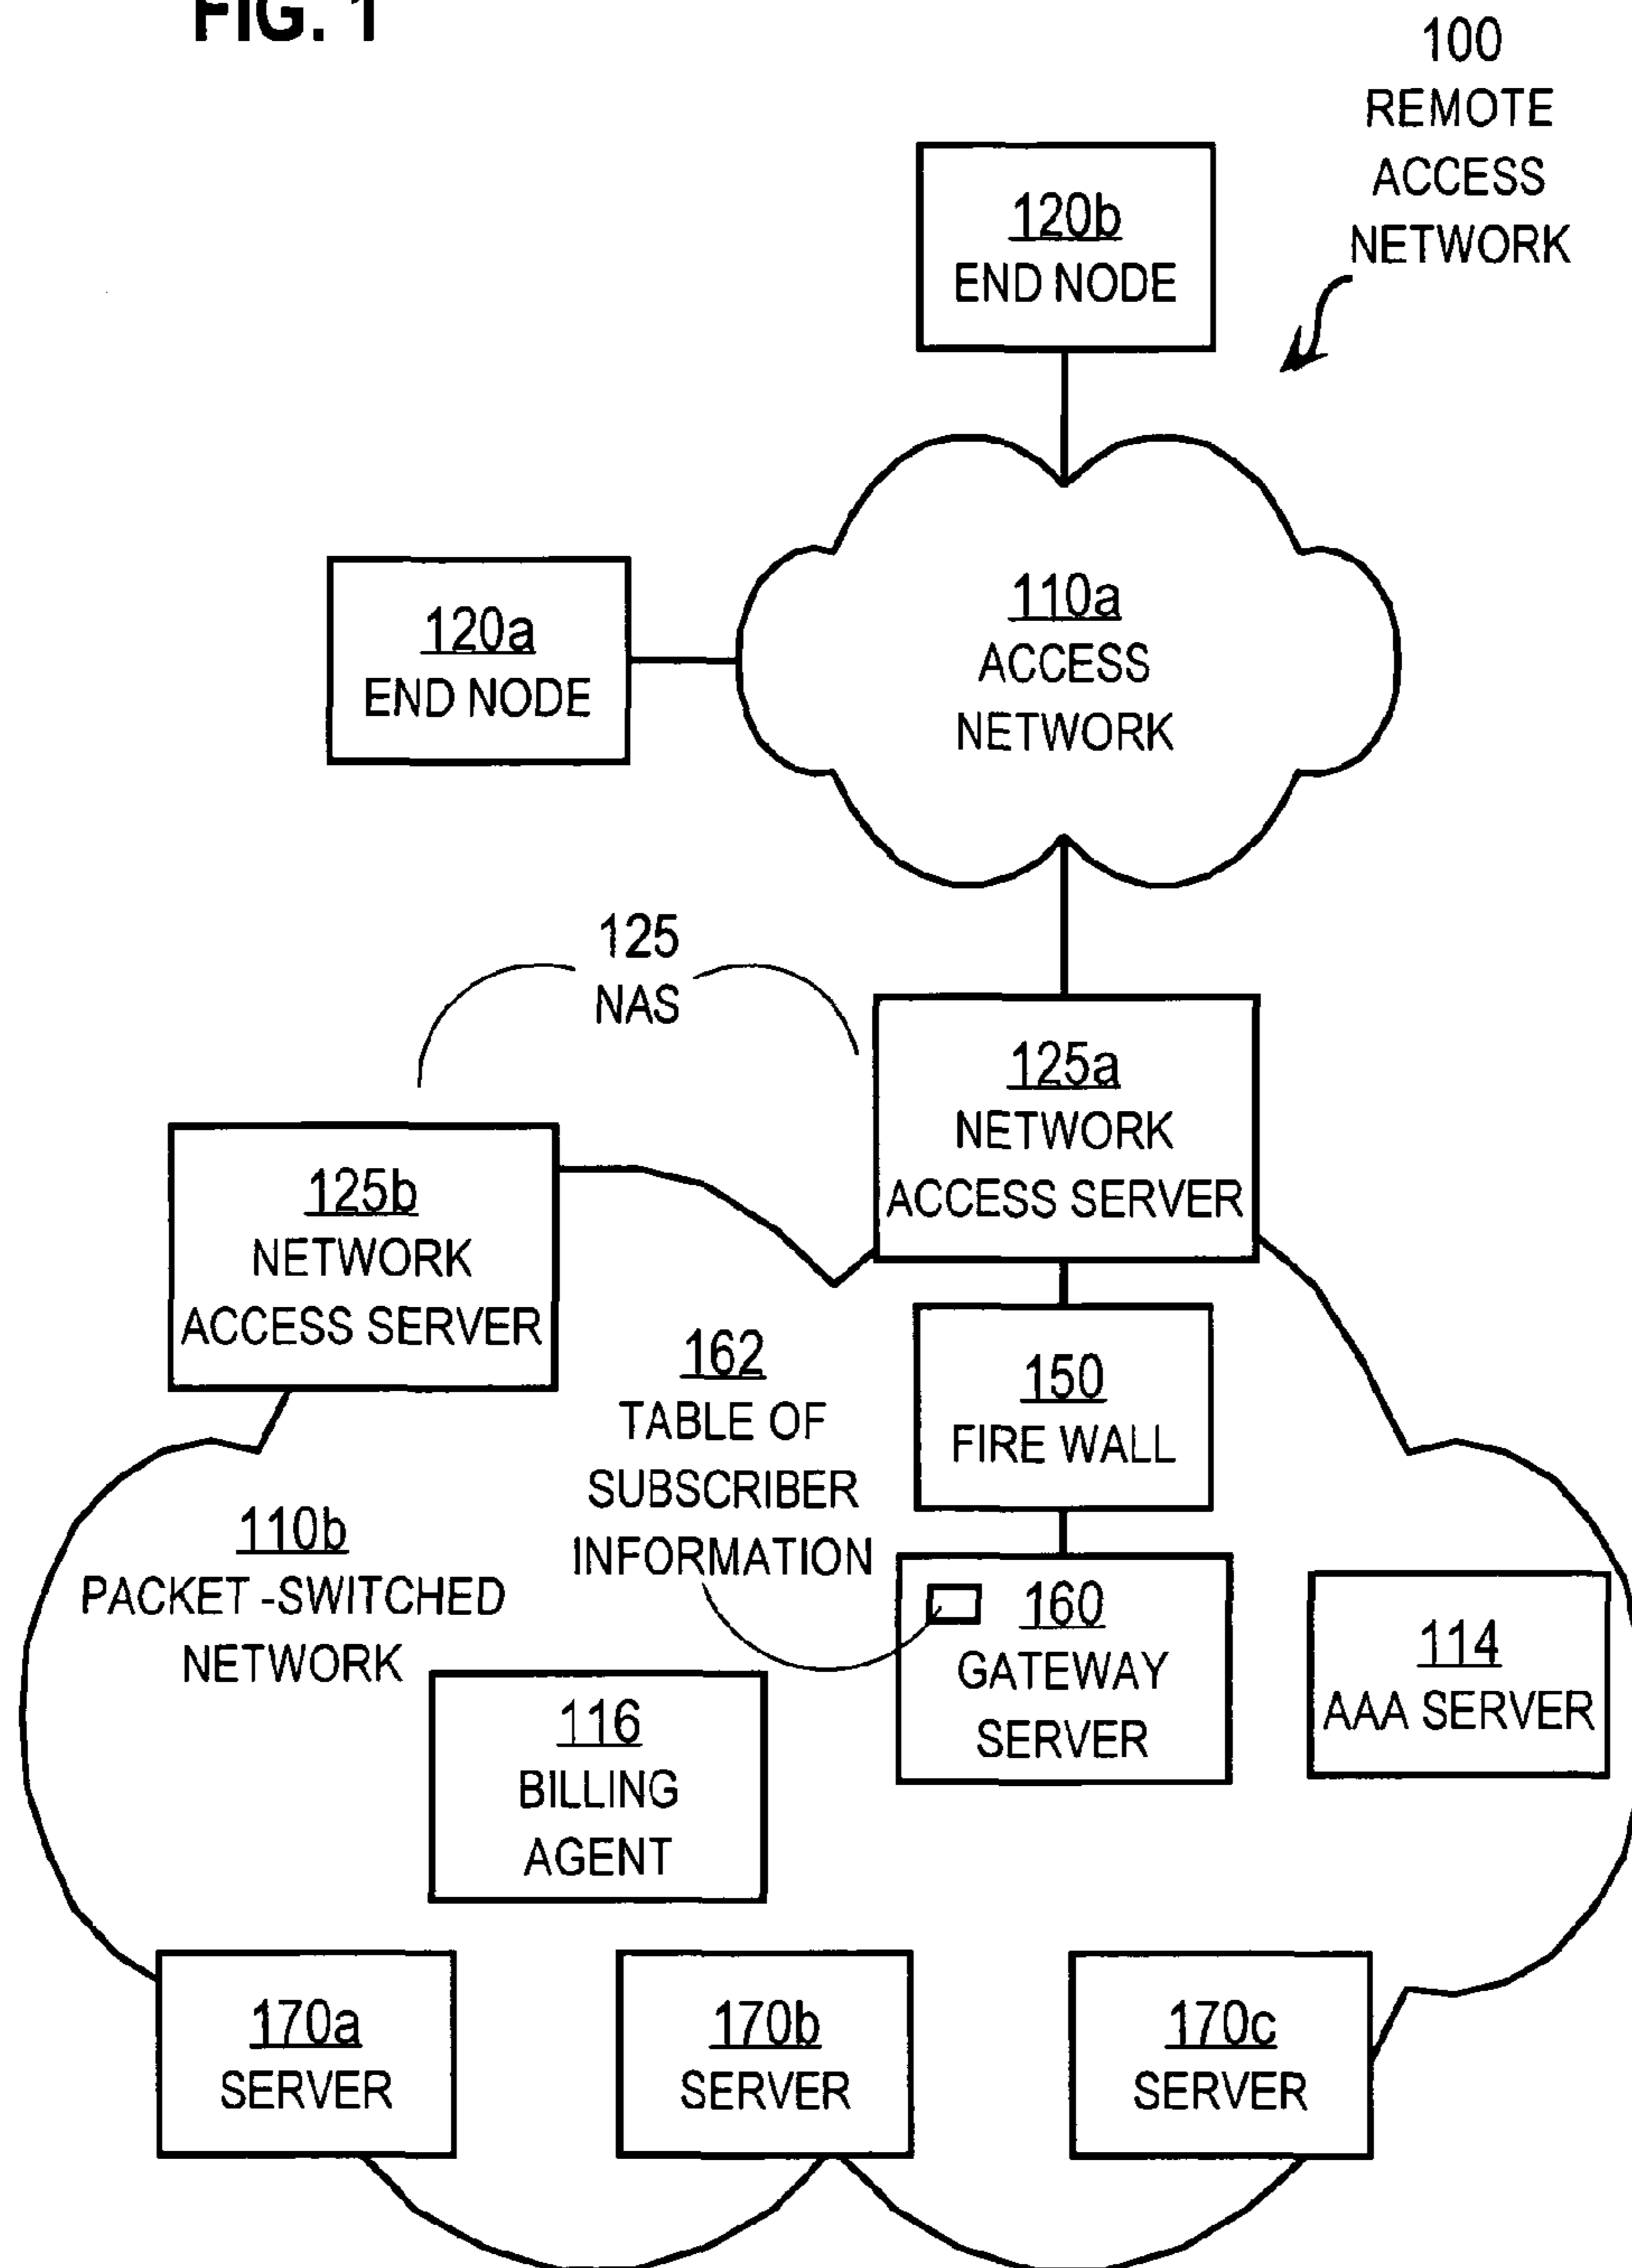 FIG. 1
100
REMOTE
ACCESS
NETWORK
120b
END NODE
110a
ACCESS
NETWORK
120a
END NODE
125
NAS
125a
NETWORK
ACCESS SERVER
125b
NETWORK
ACCESS SERVER
162
TABLE OF
SUBSCRIBER
INFORMATION
150
FIRE WALL
110b
PACKET -SWITCHED
NETWORK
160
GATEWAY
SERVER
114
AAA SERVER
116
BILLING
AGENT
170a
SERVER
170b
SERVER
170c
SERVER